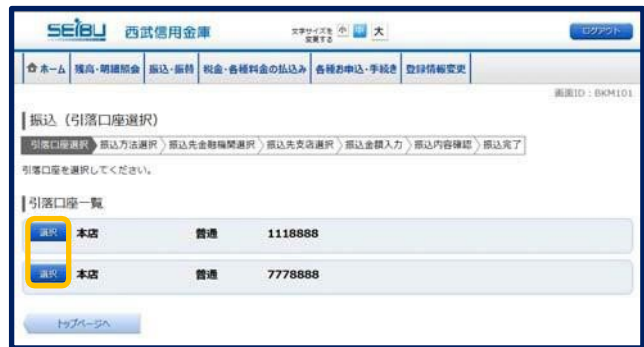 SEIBU 西武信用金庫 文字サイズを変更する 小 中 大 ログアウト
ホーム 残高・明細照会 振込・振替 税金・各種料金の払込み 各種お申込・手続き 登録情報変更
画面ID：BKM101
振込（引落口座選択）
引落口座選択 振込方法選択 振込先金融機関選択 振込先支店選択 振込金額入力 振込内容確認 振込完了
引落口座を選択してください。
引落口座一覧
選択 本店 普通 1118888
選択 本店 普通 7778888
トップページへ